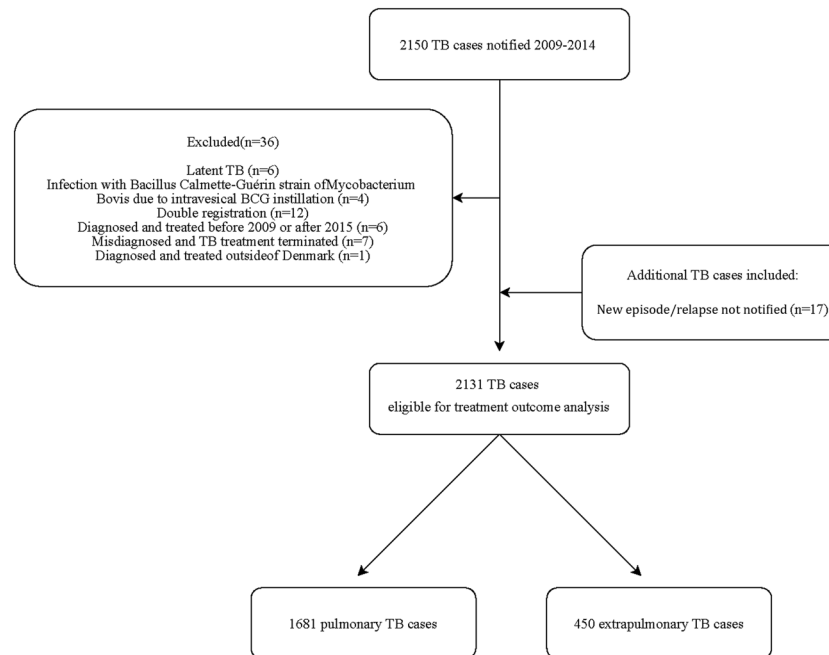 2150 TB cases notified 2009-2014
Excluded(n=36)
Latent TB (n=6)
Infection with Bacillus Calmette-Guérin strain ofMycobacterium
Bovis due to intravesical BCG instillation (n=4)
Double registration (n=12)
Diagnosed and treated before 2009 or after 2015 (n=6)
Misdiagnosed and TB treatment terminated (n=7)
Diagnosed and treated outsideof Denmark (n=1)
Additional TB cases included:
New episode/relapse not notified (n=17)
2131 TB cases
eligible for treatment outcome analysis
1681 pulmonary TB cases
450 extrapulmonary TB cases